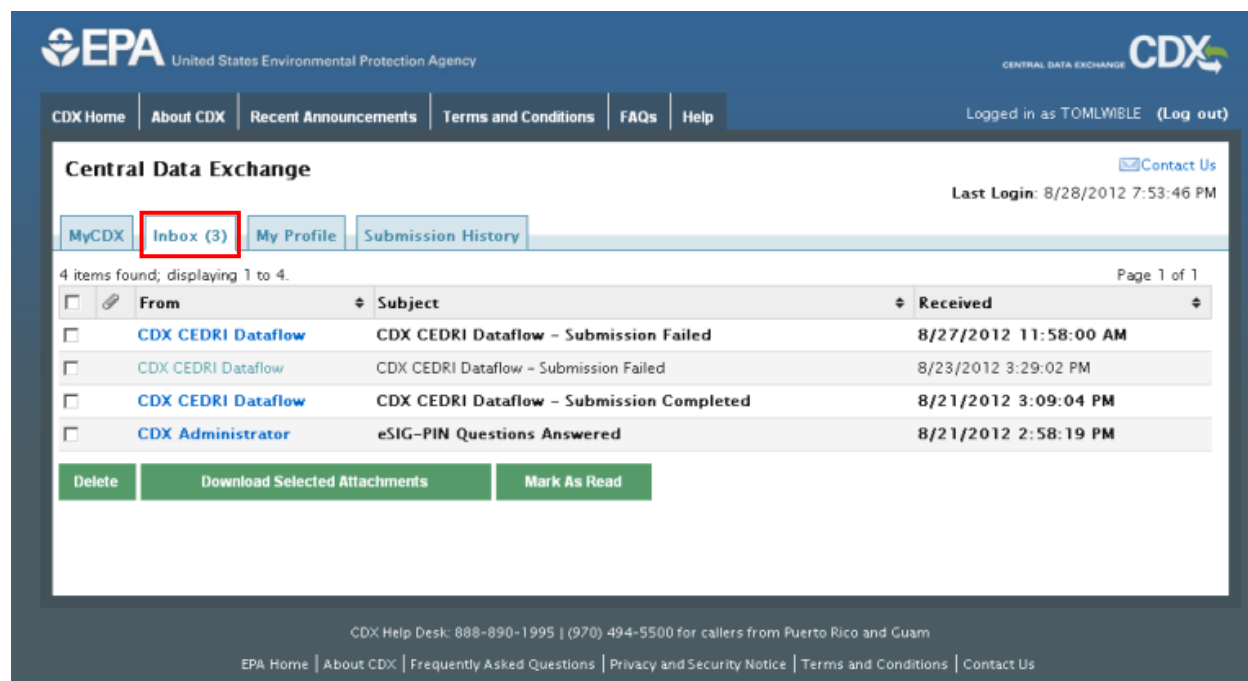 EPA United States Environmental Protection Agency
CENTRAL DATA EXCHANGE CDX
CDX Home About CDX Recent Announcements Terms and Conditions FAQs Help Logged in as TOMLWIBLE (Log out)
Central Data Exchange
Contact Us
Last Login: 8/28/2012 7:53:46 PM
MyCDX Inbox (3) My Profile Submission History
4 items found; displaying 1 to 4. Page 1 of 1
From Subject Received
CDX CEDRI Dataflow CDX CEDRI Dataflow - Submission Failed 8/27/2012 11:58:00 AM
CDX CEDRI Dataflow CDX CEDRI Dataflow - Submission Failed 8/23/2012 3:29:02 PM
CDX CEDRI Dataflow CDX CEDRI Dataflow - Submission Completed 8/21/2012 3:09:04 PM
CDX Administrator eSIG-PIN Questions Answered 8/21/2012 2:58:19 PM
Delete Download Selected Attachments Mark As Read
CDX Help Desk: 888-890-1995 | (970) 494-5500 for callers from Puerto Rico and Guam
EPA Home | About CDX | Frequently Asked Questions | Privacy and Security Notice | Terms and Conditions | Contact Us